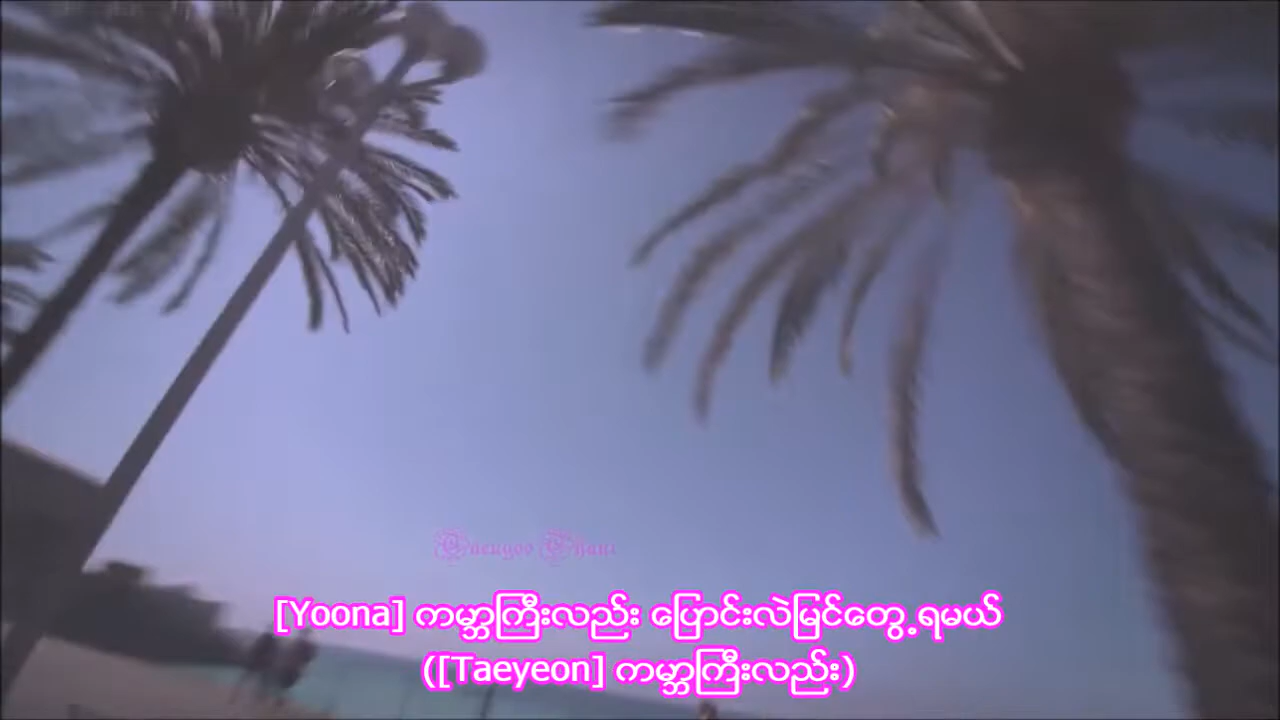 [Yoona] ကမ္ဘာကြီးလည်း ပြောင်းလဲမြင်တွေ့ရမယ်
([Taeyeon] ကမ္ဘာကြီးလည်း)